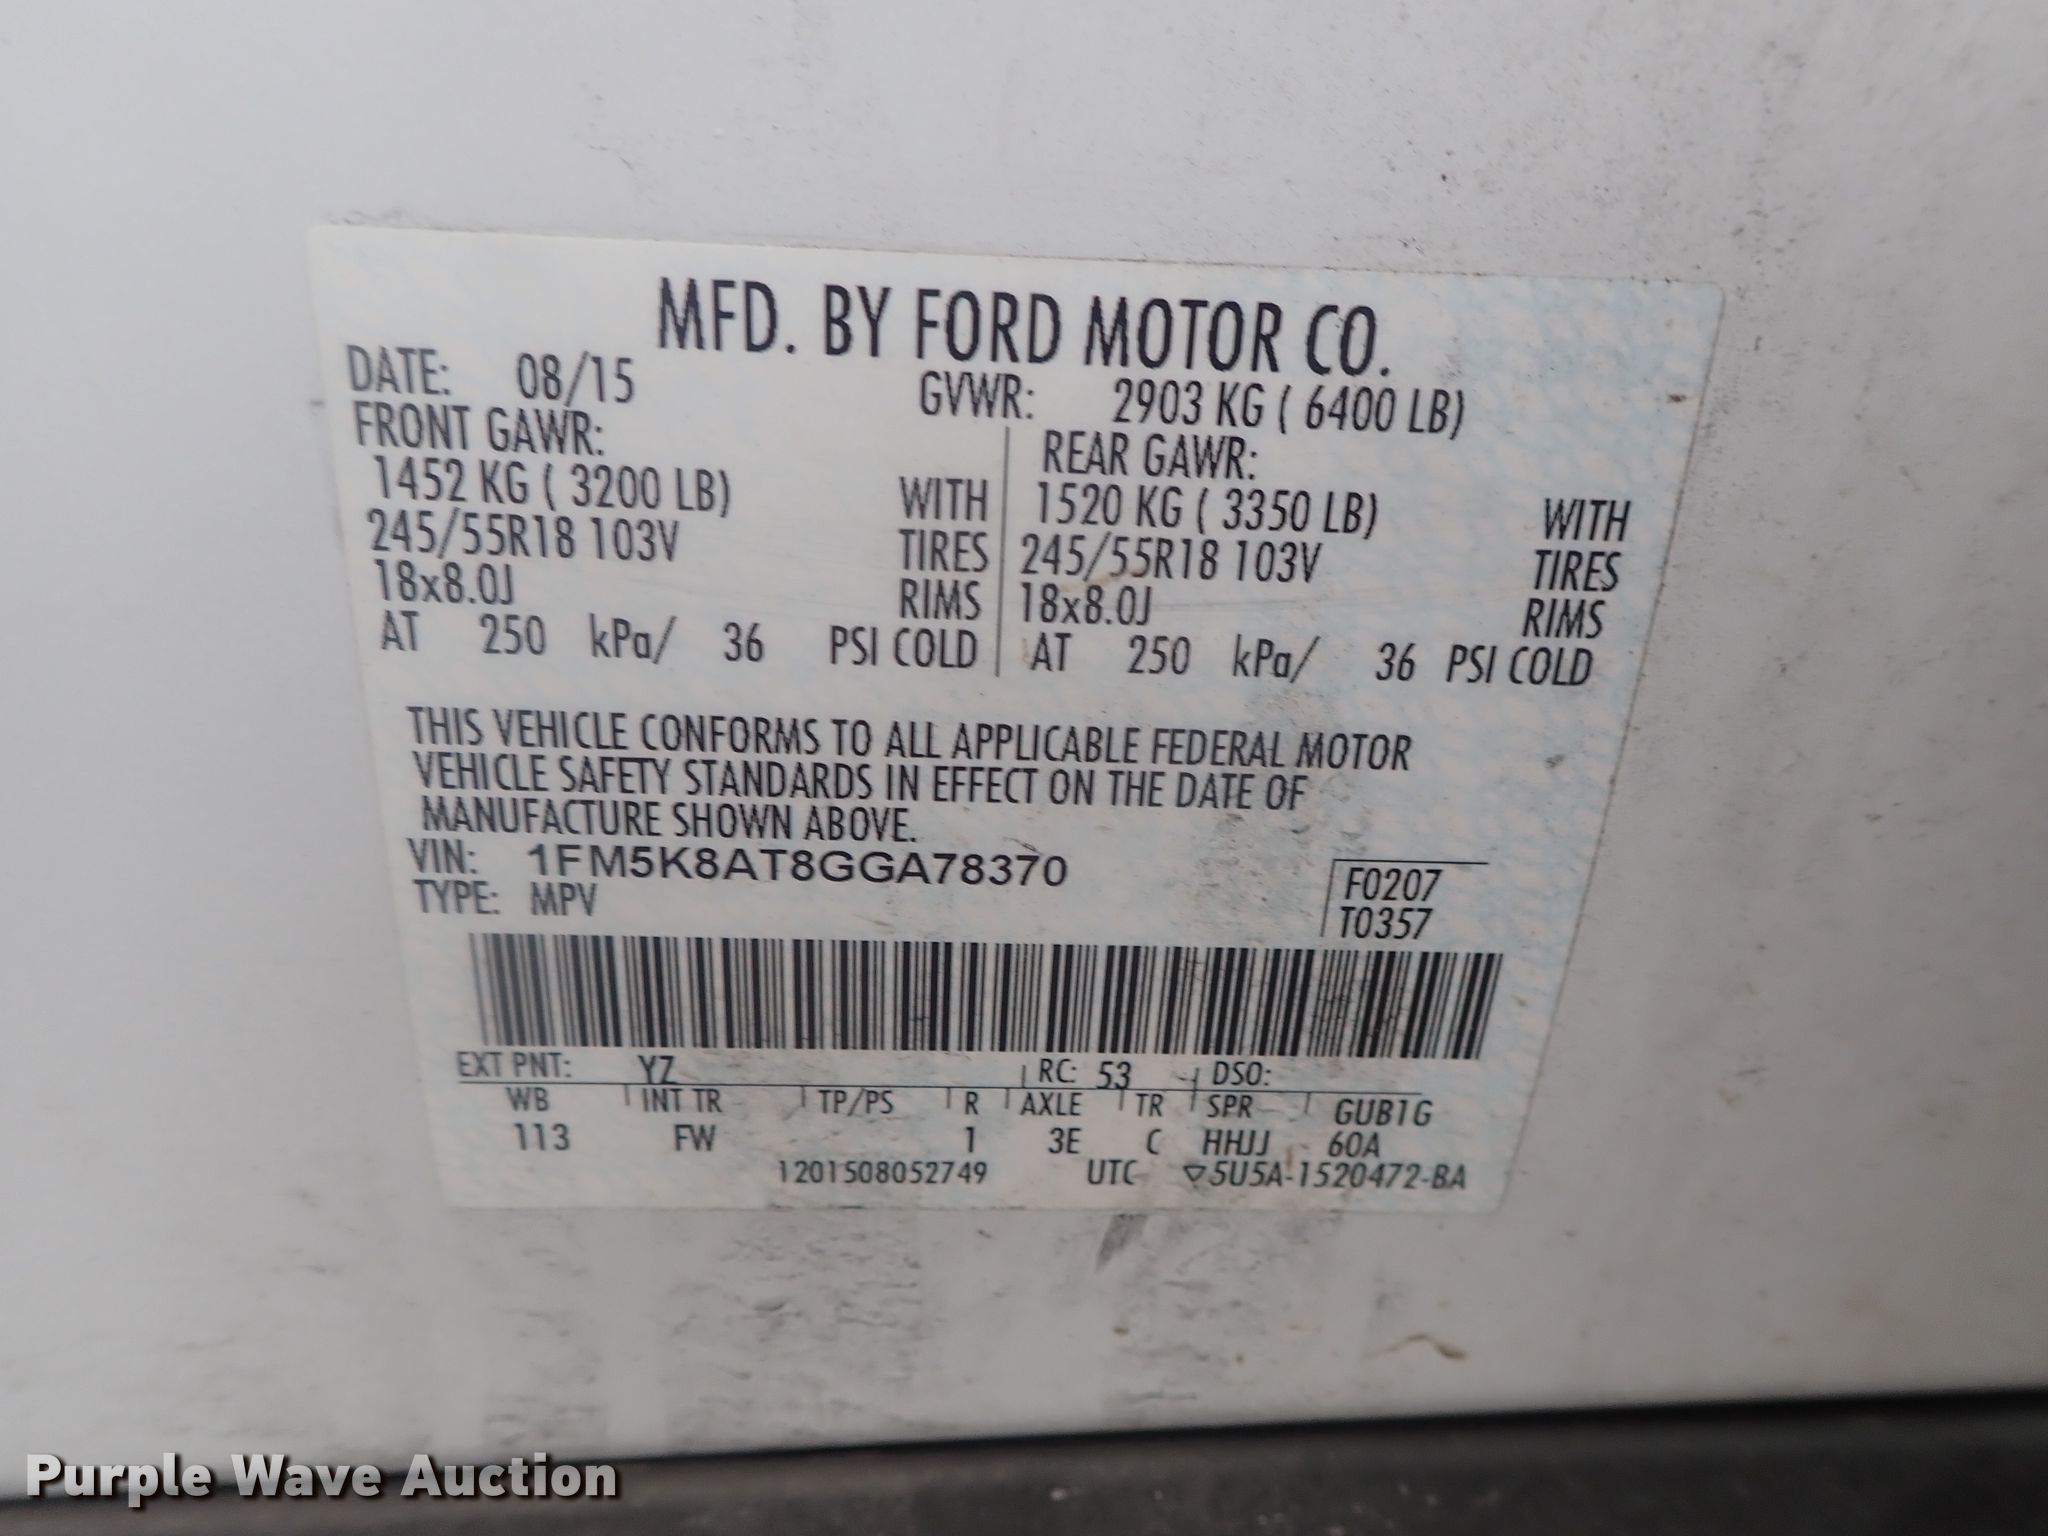 MFD. BY FORD MOTOR CO.
DATE: 08/15 GVWR: 2903 KG ( 6400 LB)
FRONT GAWR: REAR GAWR:
1452 KG ( 3200 LB) WITH 1520 KG ( 3350 LB) WITH
245/55R18 103V TIRES 245/55R18 103V TIRES
18x8.0J RIMS 18x8.0J RIMS
AT 250 kPa/ 36 PSI COLD AT 250 kPa/ 36 PSI COLD
THIS VEHICLE CONFORMS TO ALL APPLICABLE FEDERAL MOTOR
VEHICLE SAFETY STANDARDS IN EFFECT ON THE DATE OF
MANUFACTURE SHOWN ABOVE.
VIN: 1FM5K8AT8GGA78370
TYPE: MPV
F0207
T0357
EXT PNT: YZ RC: 53 DSO:
WB INT TR TP/PS R AXLE TR SPR GUB1G
113 FW 1 3E C HHJJ 60A
1201508052749 UTC ▽5U5A-1520472-BA
Purple Wave Auction